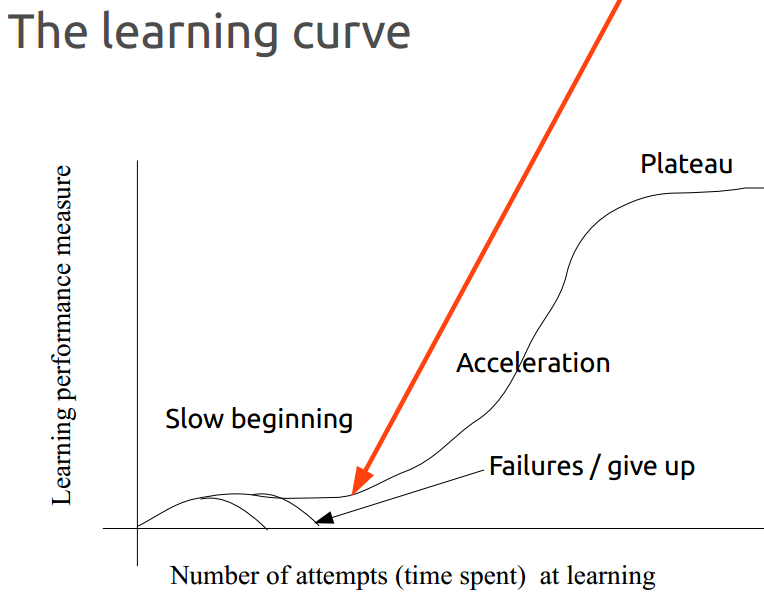 The learning curve
Plateau
Learning performance measure
Acceleration
Slow beginning
Failures / give up
Number of attempts (time spent)  at learning